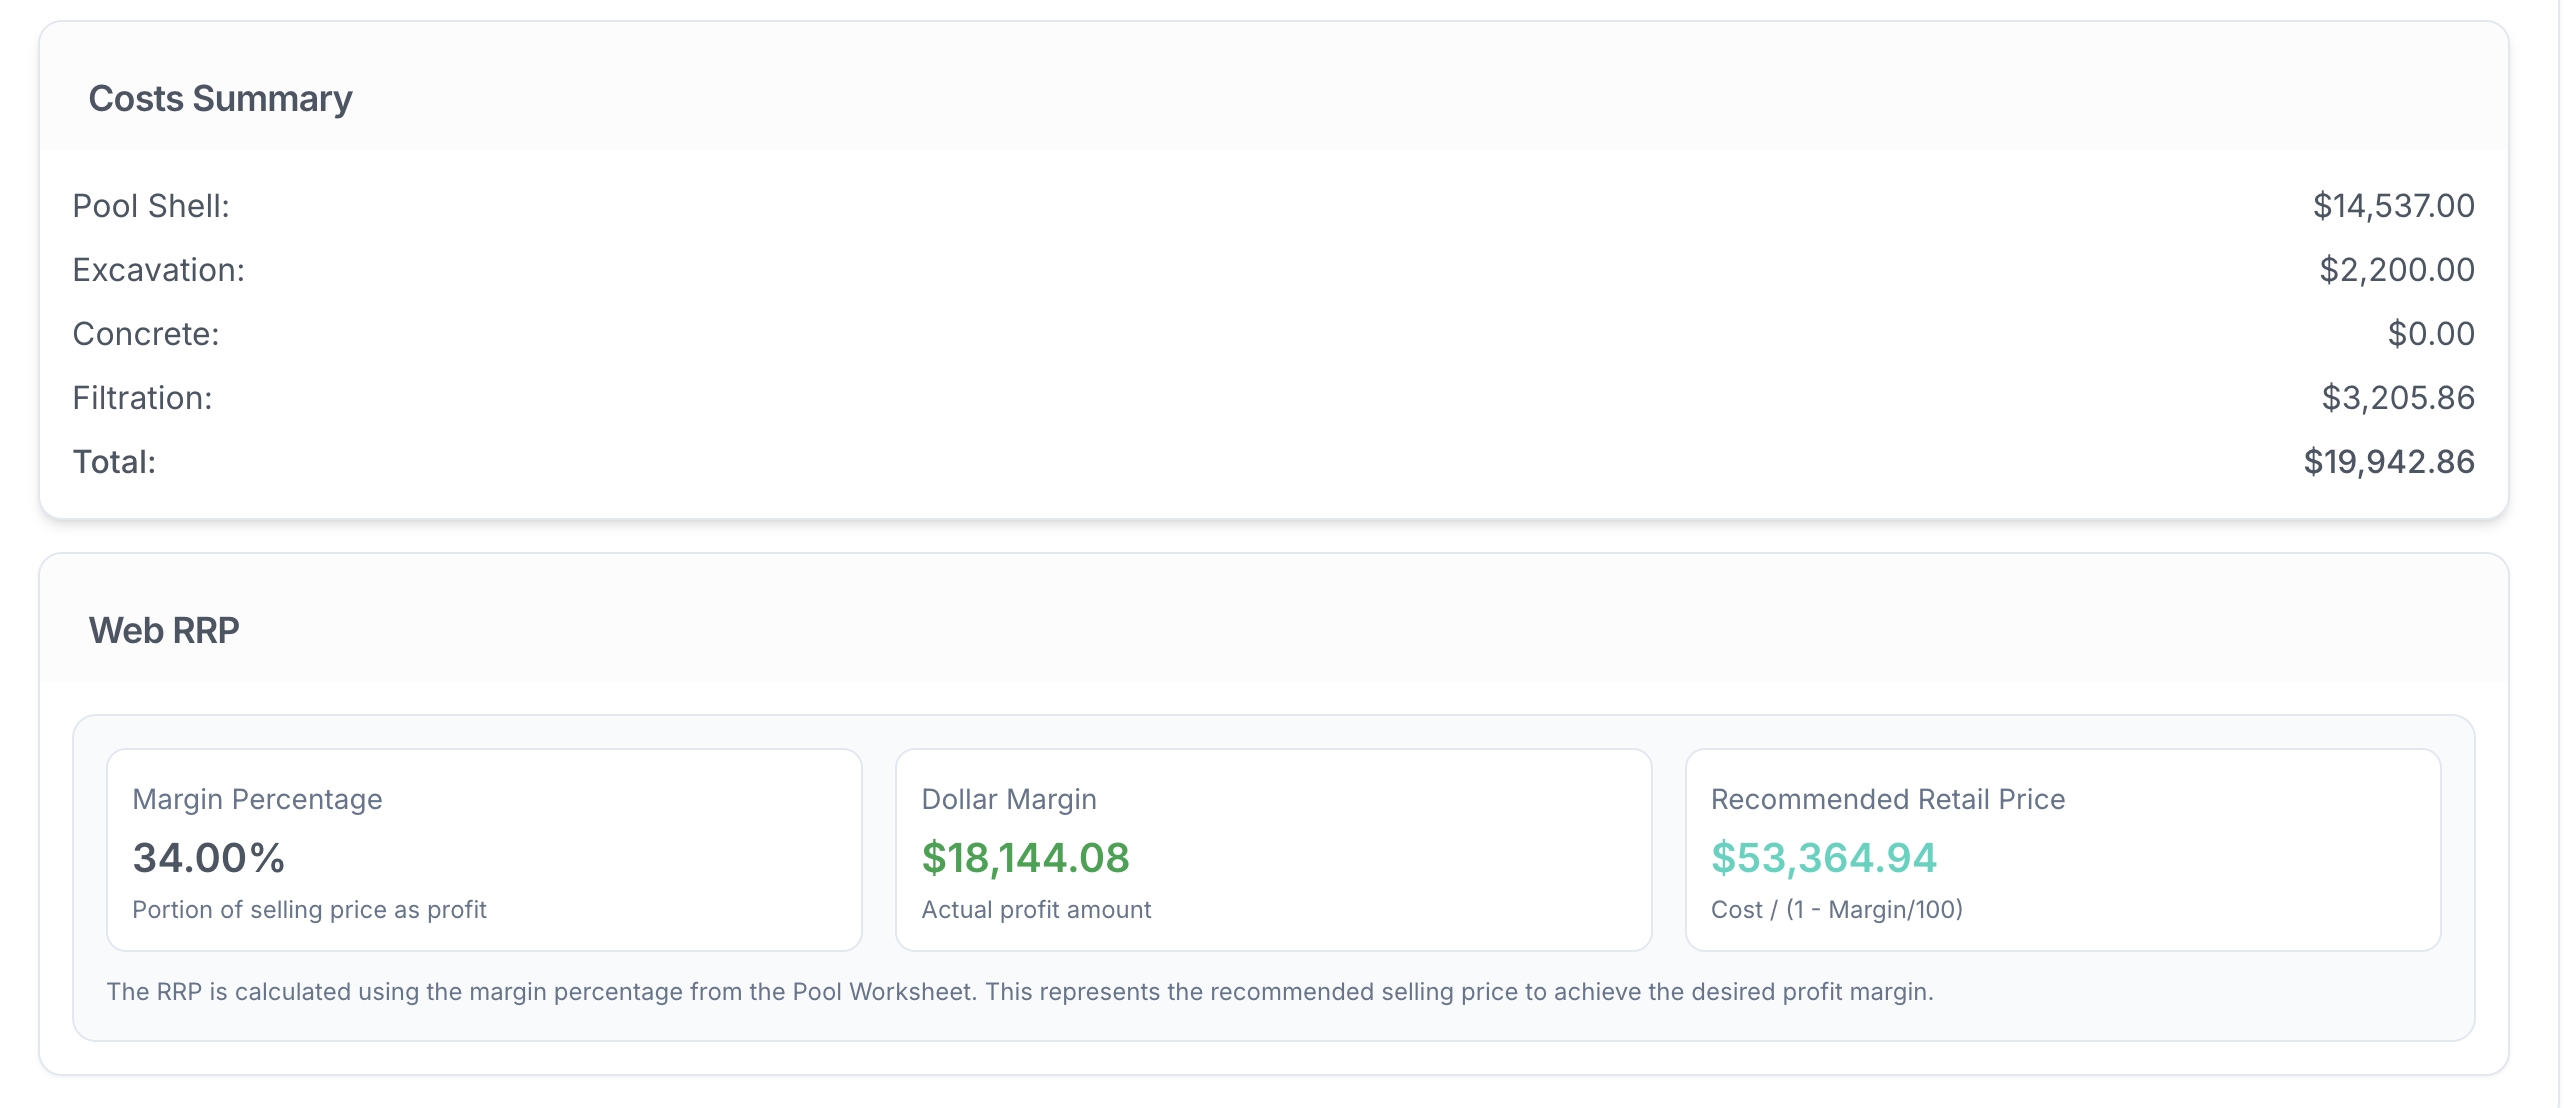 Costs Summary
Pool Shell: $14,537.00
Excavation: $2,200.00
Concrete: $0.00
Filtration: $3,205.86
Total: $19,942.86
Web RRP
Margin Percentage
34.00%
Portion of selling price as profit
Dollar Margin
$18,144.08
Actual profit amount
Recommended Retail Price
$53,364.94
Cost / (1 - Margin/100)
The RRP is calculated using the margin percentage from the Pool Worksheet. This represents the recommended selling price to achieve the desired profit margin.